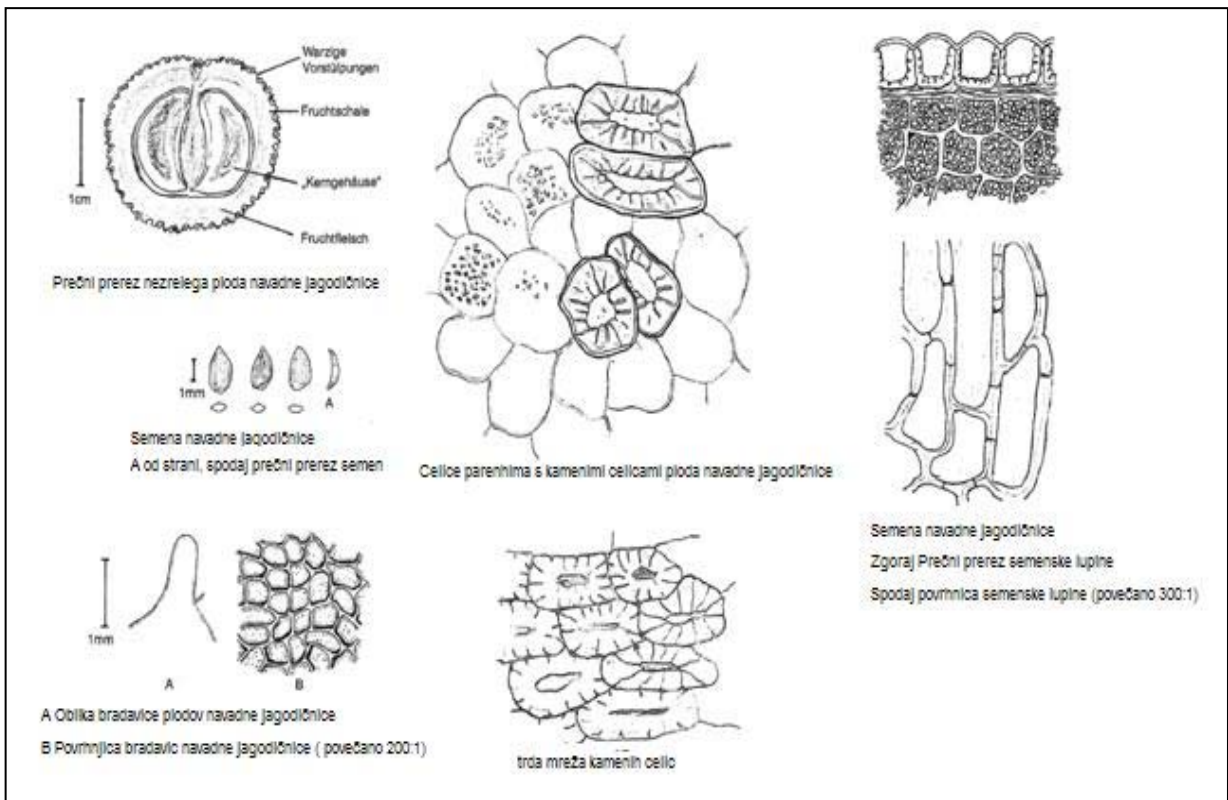 Warzige
Vorstülpungen
Fruchtschale
„Kerngehäuse"
Fruchtfleisch
1cm
Prečni prerez nezrelega ploda navadne jagodičnice
1mm
A
Semena navadne jagodičnice
A od strani, spodaj prečni prerez semen
Celice parenhima s kamenimi celicami ploda navadne jagodičnice
Semena navadne jagodičnice
Zgoraj Prečni prerez semenske lupine
Spodaj povrhnica semenske lupine (povečano 300:1)
1mm
A
B
A Oblika bradavice plodov navadne jagodičnice
B Povrhnjica bradavic navadne jagodičnice ( povečano 200:1)
trda mreža kamenih celic